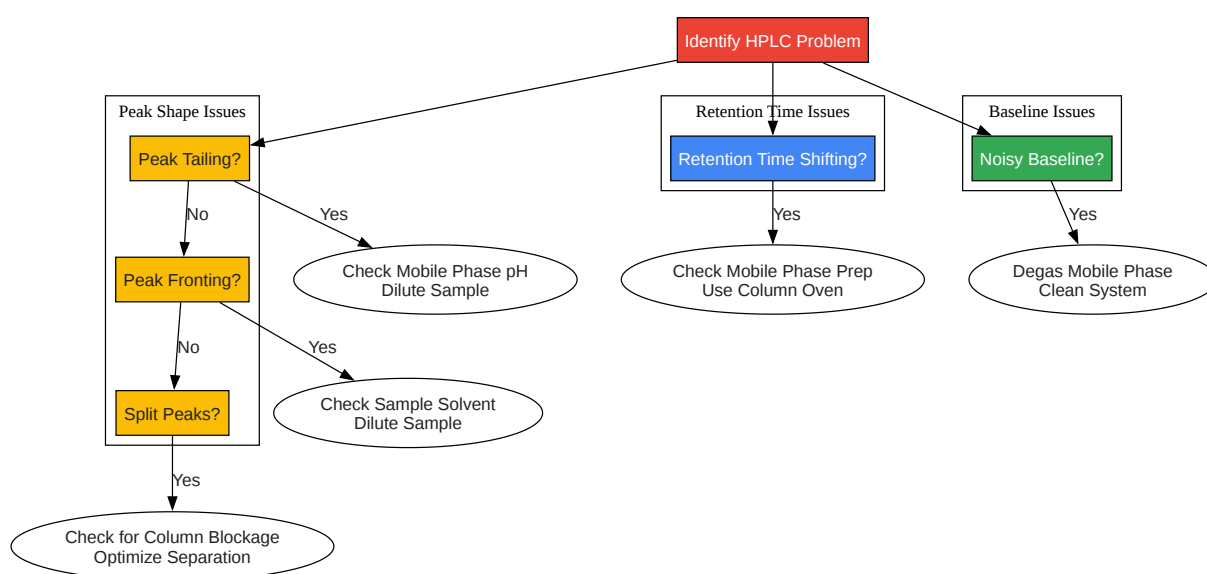 Identify HPLC Problem
Peak Shape Issues
Retention Time Issues
Baseline Issues
Peak Tailing?
Retention Time Shifting?
Noisy Baseline?
No
Yes
Yes
Yes
Peak Fronting?
Check Mobile Phase pH
Dilute Sample
Check Mobile Phase Prep
Use Column Oven
Degas Mobile Phase
Clean System
No
Yes
Split Peaks?
Check Sample Solvent
Dilute Sample
Yes
Check for Column Blockage
Optimize Separation